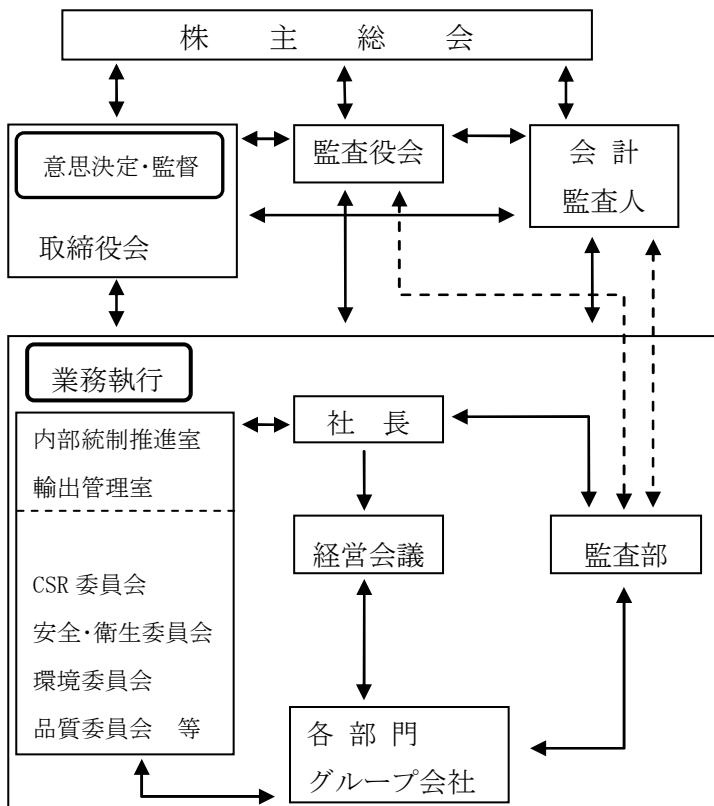 株　主　総　会
意思決定・監督
取締役会
監査役会
会 計
監査人
業務執行
内部統制推進室
輸出管理室
CSR 委員会
安全・衛生委員会
環境委員会
品質委員会　等
社　長
経営会議
監査部
各 部 門
グループ会社